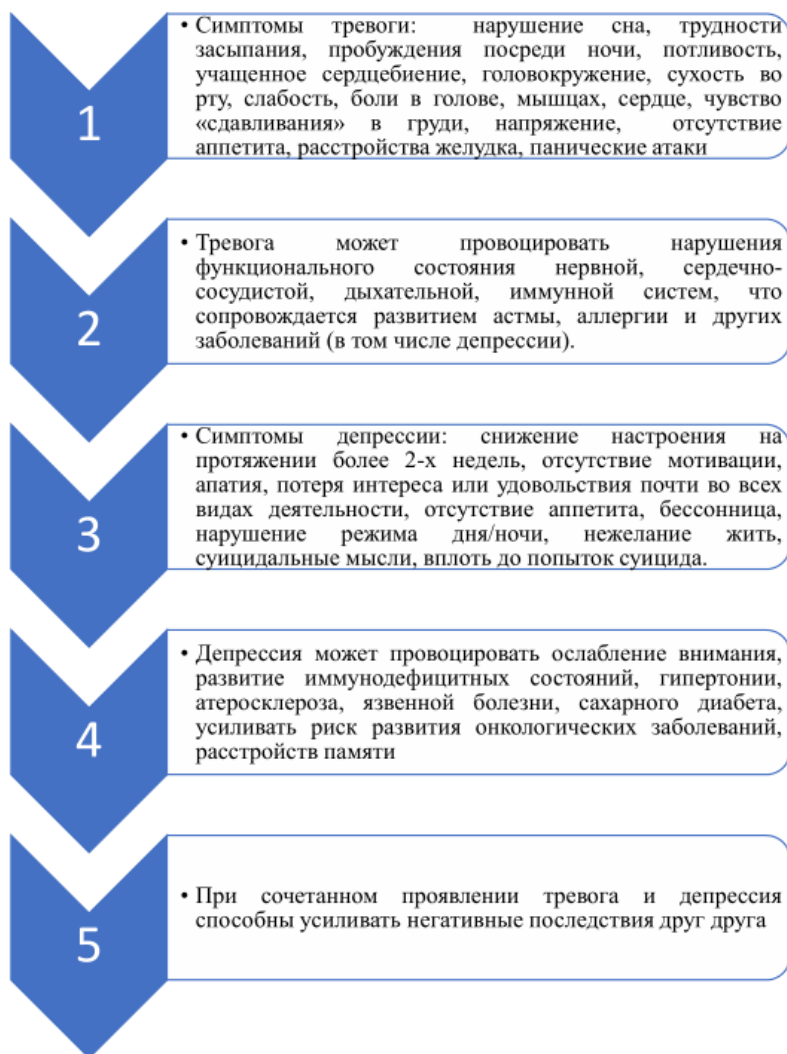 1
• Симптомы тревоги: нарушение сна, трудности
засыпания, пробуждения посреди ночи, потливость,
учащенное сердцебиение, головокружение, сухость во
рту, слабость, боли в голове, мышцах, сердце, чувство
«сдавливания» в груди, напряжение, отсутствие
аппетита, расстройства желудка, панические атаки
2
• Тревога может провоцировать нарушения
функционального состояния нервной, сердечно-
сосудистой, дыхательной, иммунной систем, что
сопровождается развитием астмы, аллергии и других
заболеваний (в том числе депрессии).
3
• Симптомы депрессии: снижение настроения на
протяжении более 2-х недель, отсутствие мотивации,
апатия, потеря интереса или удовольствия почти во всех
видах деятельности, отсутствие аппетита, бессонница,
нарушение режима дня/ночи, нежелание жить,
суицидальные мысли, вплоть до попыток суицида.
4
• Депрессия может провоцировать ослабление внимания,
развитие иммунодефицитных состояний, гипертонии,
атеросклероза, язвенной болезни, сахарного диабета,
усиливать риск развития онкологических заболеваний,
расстройств памяти
5
• При сочетанном проявлении тревога и депрессия
способны усиливать негативные последствия друг друга